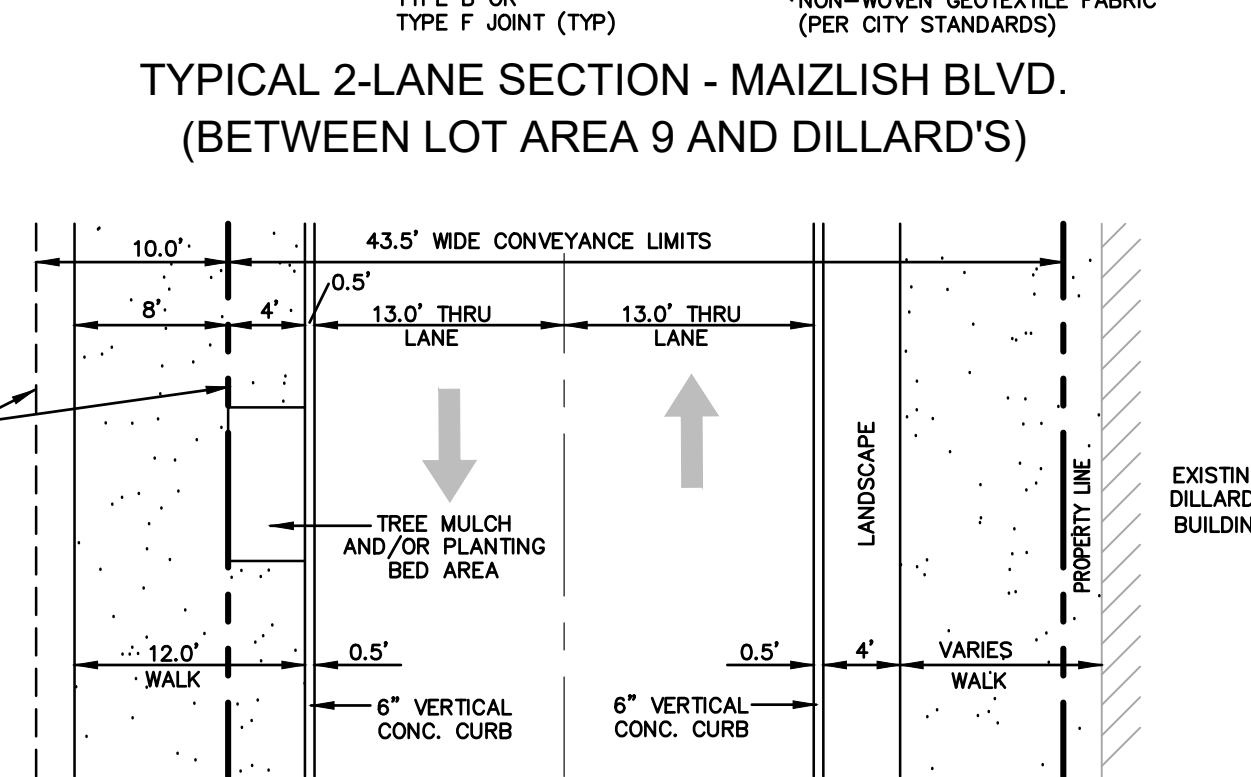 TYPE F JOINT (TYP)
NON-WOVEN GEOTEXTILE FABRIC
(PER CITY STANDARDS)
TYPICAL 2-LANE SECTION - MAIZLISH BLVD.
(BETWEEN LOT AREA 9 AND DILLARD'S)
10.0'
43.5' WIDE CONVEYANCE LIMITS
0.5'
8'
4'
13.0' THRU
LANE
13.0' THRU
LANE
LANDSCAPE
PROPERTY LINE
EXISTIN
DILLARD
BUILDIN
TREE MULCH
AND/OR PLANTING
BED AREA
12.0'
WALK
0.5'
0.5'
4'
VARIES
WALK
6" VERTICAL
CONC. CURB
6" VERTICAL
CONC. CURB